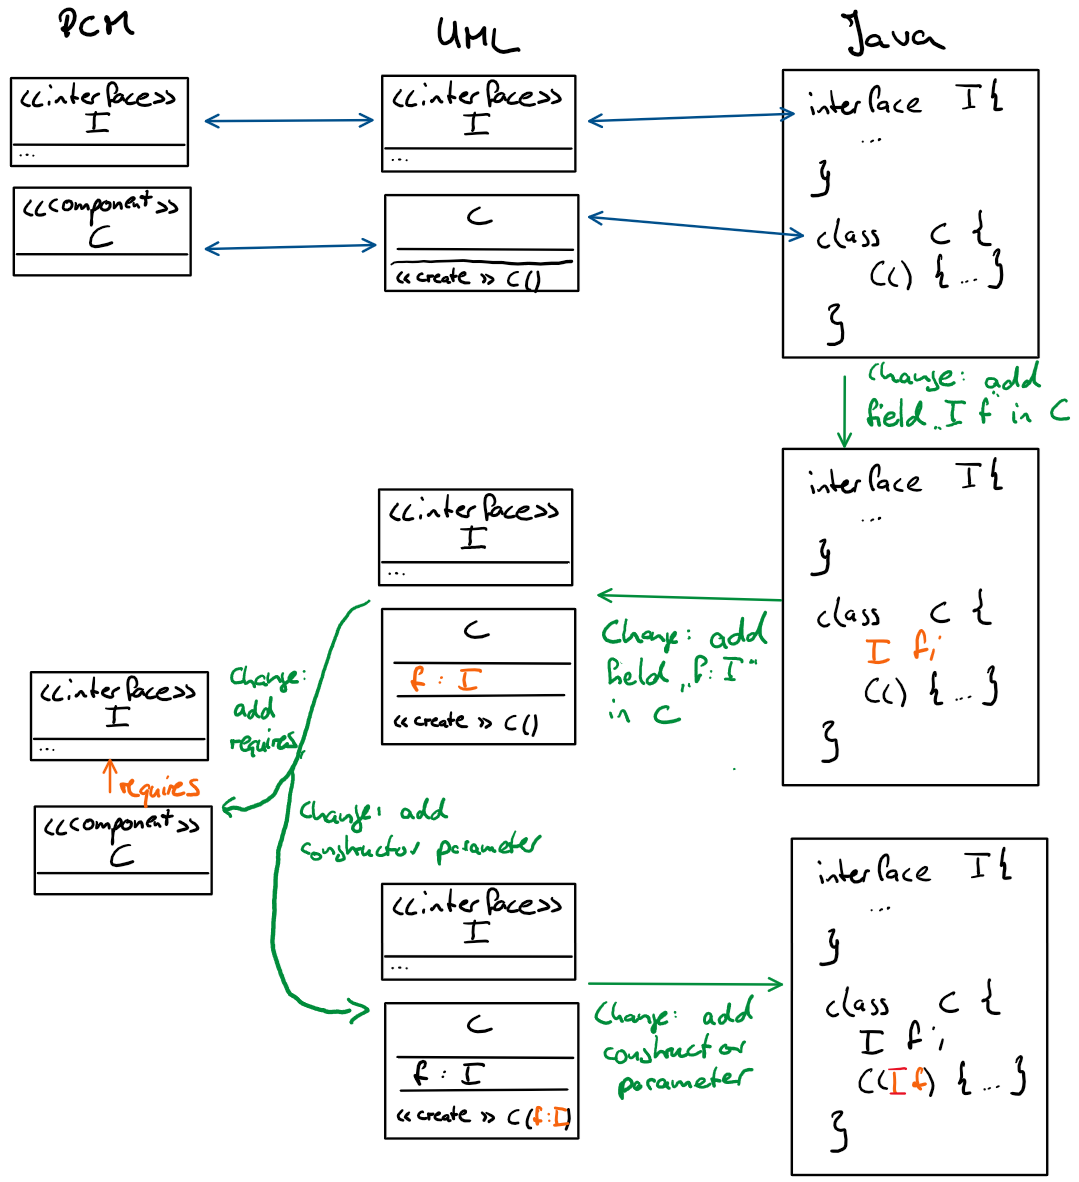 PCM
UML
Java
<<interface>>
I
...
<<component>>
C
<<interface>>
I
...
C
<<create>> C()
interface I {
...
}
class C {
C() { ... }
}
Change: add
field „I f“ in C
interface I {
...
}
class C {
I f;
C() { ... }
}
Change: add
field „f: I“
in C
<<interface>>
I
...
C
f : I
<<create>> C()
Change:
add
requires
<<interface>>
I
...
requires
<<component>>
C
Change: add
constructor parameter
<<interface>>
I
...
C
f : I
<<create>> C(f:I)
Change: add
constructor
parameter
interface I {
...
}
class C {
I f;
C(I f) { ... }
}